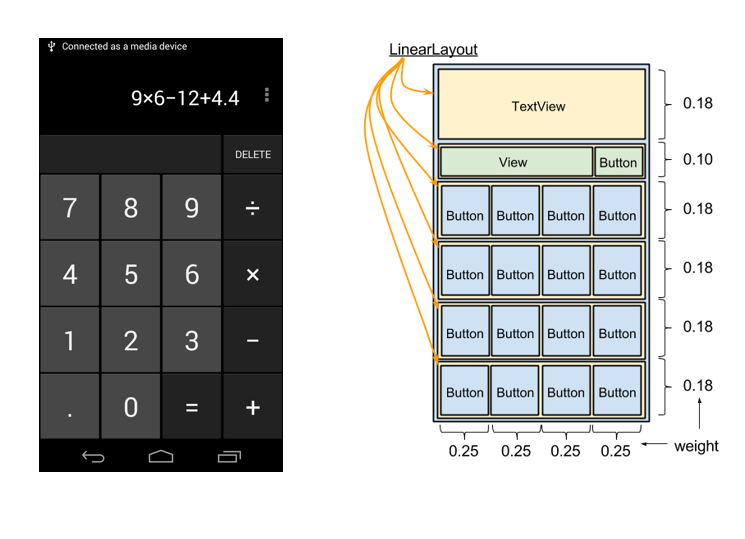 Connected as a media device
9×6−12+4.4
DELETE
7 8 9 ÷
4 5 6 ×
1 2 3 −
. 0 = +
LinearLayout
TextView 0.18
View Button 0.10
Button Button Button Button 0.18
Button Button Button Button 0.18
Button Button Button Button 0.18
Button Button Button Button 0.18
0.25 0.25 0.25 0.25 weight